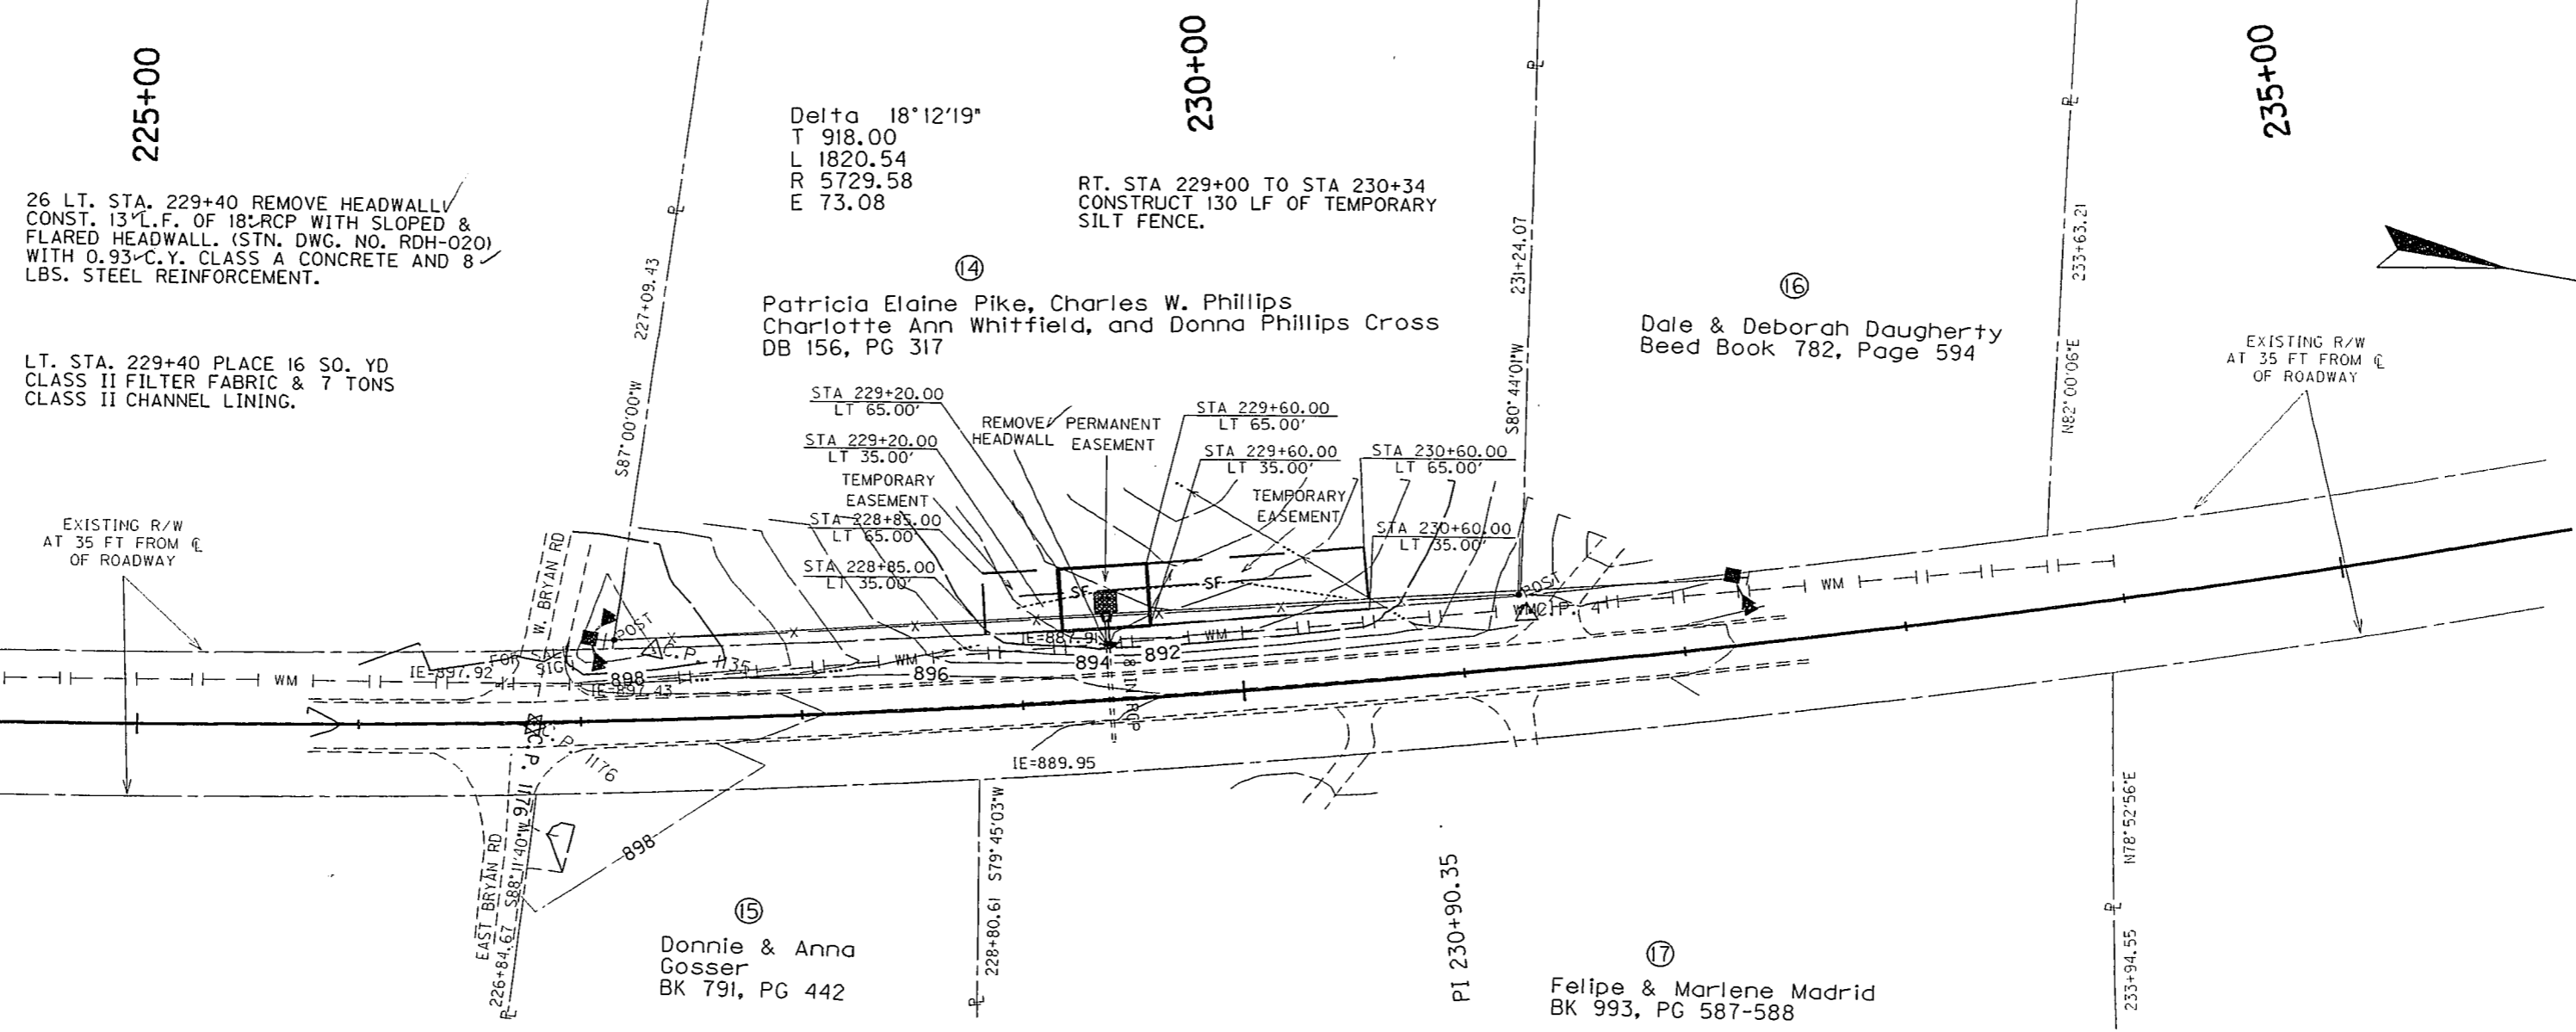 225+00
230+00
235+00
Delta 18°12'19"
T 918.00
L 1820.54
R 5729.58
E 73.08
26 LT. STA. 229+40 REMOVE HEADWALL
CONST. 13 L.F. OF 18" RCP WITH SLOPED &
FLARED HEADWALL. (STN. DWG. NO. RDH-020)
WITH 0.93 C.Y. CLASS A CONCRETE AND 8
LBS. STEEL REINFORCEMENT.
RT. STA 229+00 TO STA 230+34
CONSTRUCT 130 LF OF TEMPORARY
SILT FENCE.
LT. STA. 229+40 PLACE 16 SO. YD
CLASS II FILTER FABRIC & 7 TONS
CLASS II CHANNEL LINING.
14
Patricia Elaine Pike, Charles W. Phillips
Charlotte Ann Whitfield, and Donna Phillips Cross
DB 156, PG 317
16
Dale & Deborah Daugherty
Beed Book 782, Page 594
S87°00'00"W 227+09.43
S80°44'01"W 231+24.07
N82°00'06"E 233+63.21
EXISTING R/W
AT 35 FT FROM ℄
OF ROADWAY
EXISTING R/W
AT 35 FT FROM ℄
OF ROADWAY
STA 229+20.00
LT 65.00'
STA 229+20.00
LT 35.00'
TEMPORARY
EASEMENT
STA 228+85.00
LT 65.00'
STA 228+85.00
LT 35.00'
REMOVE
HEADWALL
PERMANENT
EASEMENT
STA 229+60.00
LT 65.00'
STA 229+60.00
LT 35.00'
TEMPORARY
EASEMENT
STA 230+60.00
LT 65.00'
STA 230+60.00
LT 35.00'
SF
SF
W. BRYAN RD
POST
C.P. 1135
FOR SALE
SIG
IE=897.92
IE=897.43
898
896
894
892
IE=887.91
18 IN RCP
IE=889.95
WM
WM
WM
WM
WM
POST
C.P. 4
C.P. 1176
C.P. 1176
EAST BRYAN RD
226+84.67 S88°11'40"W
898
228+80.61 S79°45'03"W
PI 230+90.35
N78°52'56"E
233+94.55
15
Donnie & Anna
Gosser
BK 791, PG 442
17
Felipe & Marlene Madrid
BK 993, PG 587-588